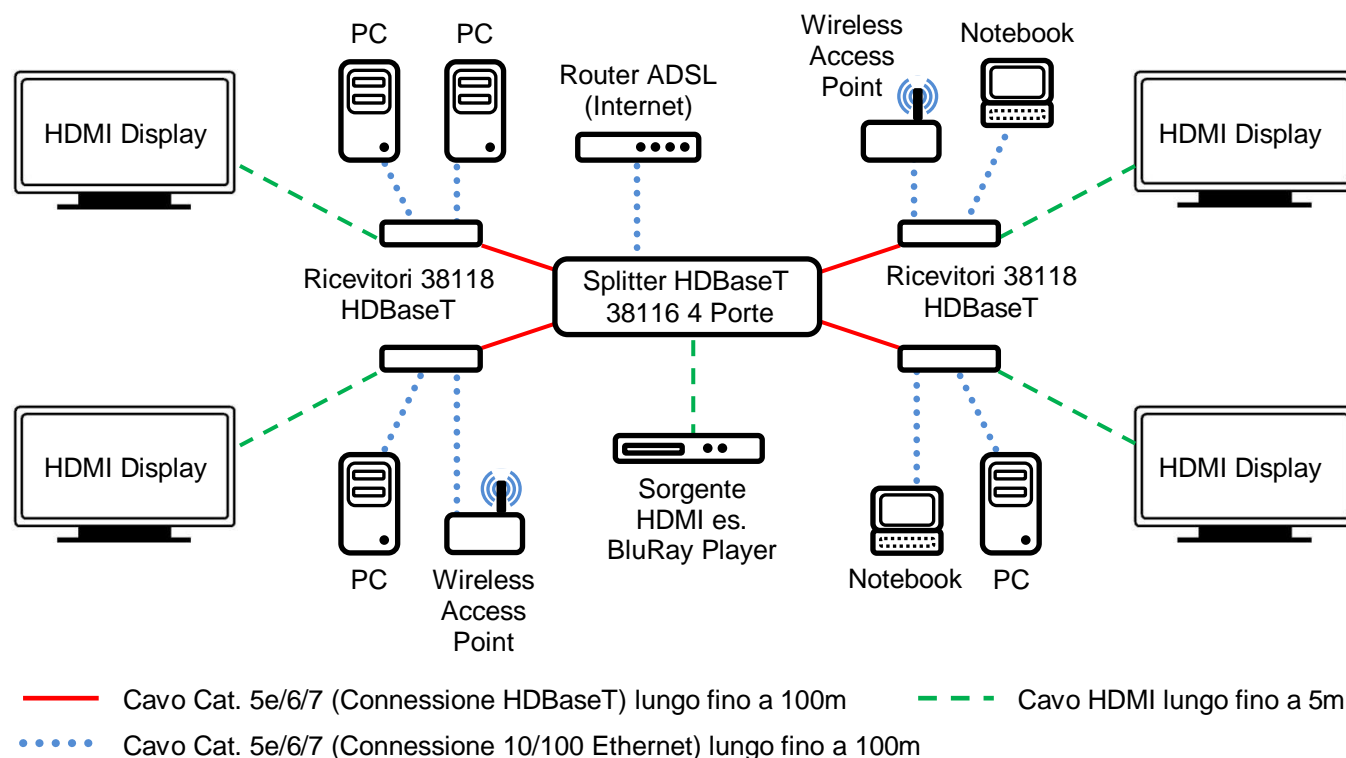 PC
PC
Router ADSL
(Internet)
Wireless
Access
Point
Notebook
HDMI Display
HDMI Display
Ricevitori 38118
HDBaseT
Splitter HDBaseT
38116 4 Porte
Ricevitori 38118
HDBaseT
HDMI Display
PC
Wireless
Access
Point
Sorgente
HDMI es.
BluRay Player
Notebook
PC
HDMI Display
Cavo Cat. 5e/6/7 (Connessione HDBaseT) lungo fino a 100m
Cavo HDMI lungo fino a 5m
Cavo Cat. 5e/6/7 (Connessione 10/100 Ethernet) lungo fino a 100m